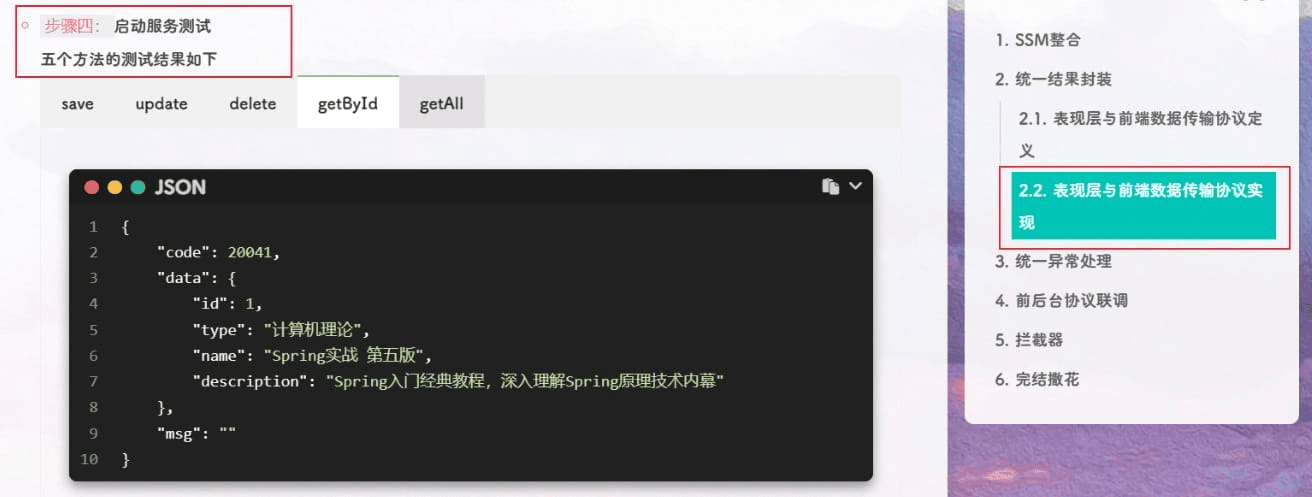 步骤四： 启动服务测试
五个方法的测试结果如下
save update delete getById getAll
JSON
1 {
2 "code": 20041,
3 "data": {
4 "id": 1,
5 "type": "计算机理论",
6 "name": "Spring实战 第五版",
7 "description": "Spring入门经典教程，深入理解Spring原理技术内幕"
8 },
9 "msg": ""
10 }
1. SSM整合
2. 统一结果封装
2.1. 表现层与前端数据传输协议定
义
2.2. 表现层与前端数据传输协议实
现
3. 统一异常处理
4. 前后台协议联调
5. 拦截器
6. 完结撒花